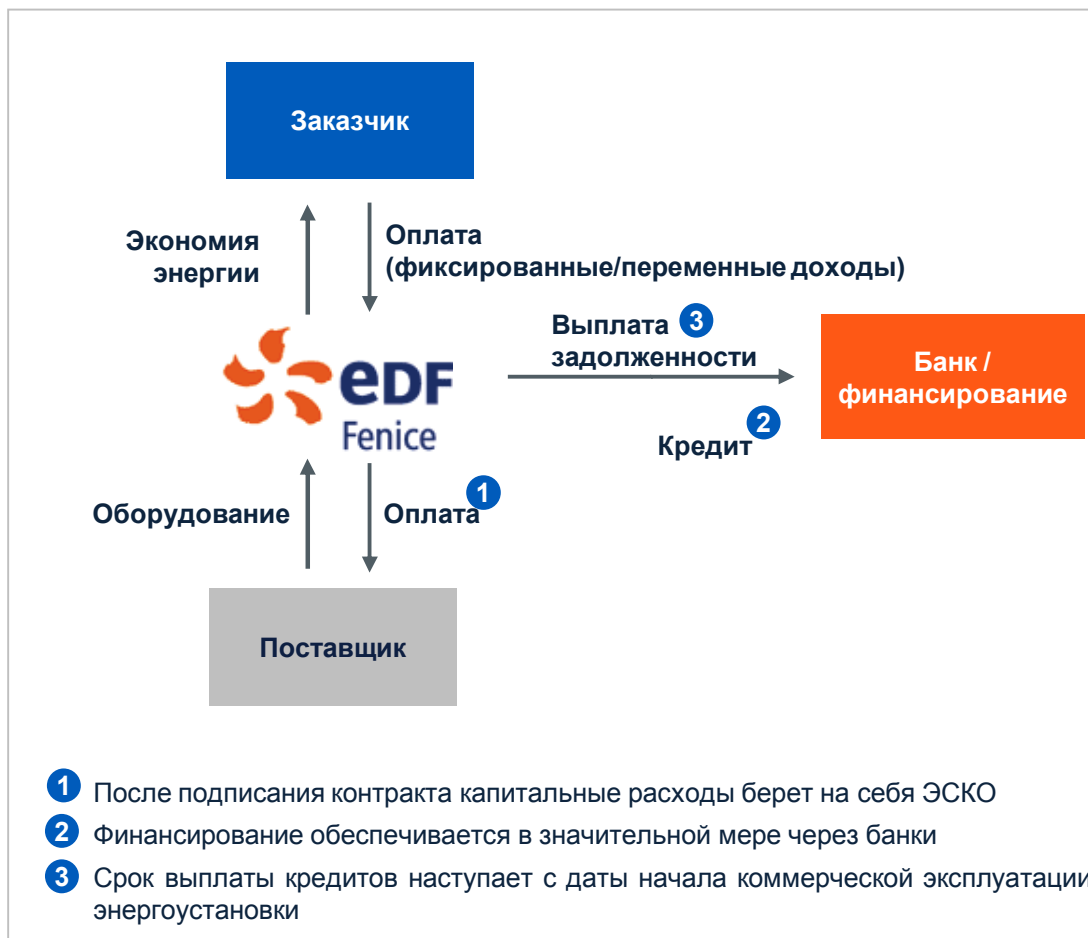 Заказчик
Экономия
энергии
Оплата
(фиксированные/переменные доходы)
Выплата 3
задолженности
Банк /
финансирование
edf
Fenice
Кредит 2
Оборудование
Оплата 1
Поставщик
1 После подписания контракта капитальные расходы берет на себя ЭСКО
2 Финансирование обеспечивается в значительной мере через банки
3 Срок выплаты кредитов наступает с даты начала коммерческой эксплуатации
энергоустановки